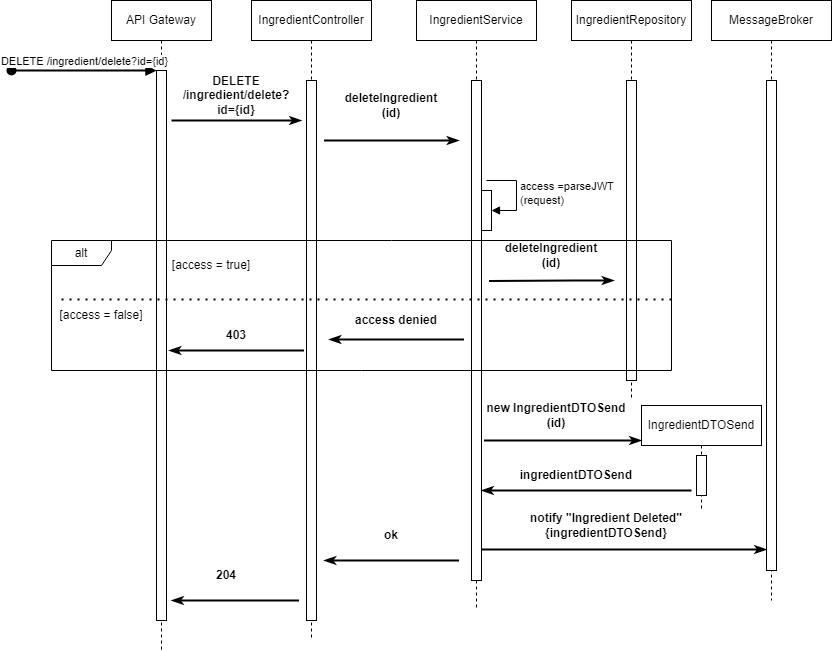 API Gateway
IngredientController
IngredientService
IngredientRepository
MessageBroker
DELETE /ingredient/delete?id={id}
DELETE
/ingredient/delete?
id={id}
deleteIngredient
(id)
access =parseJWT
(request)
alt
[access = true]
deleteIngredient
(id)
[access = false]
access denied
403
new IngredientDTOSend
(id)
IngredientDTOSend
ingredientDTOSend
notify "Ingredient Deleted"
{ingredientDTOSend}
ok
204